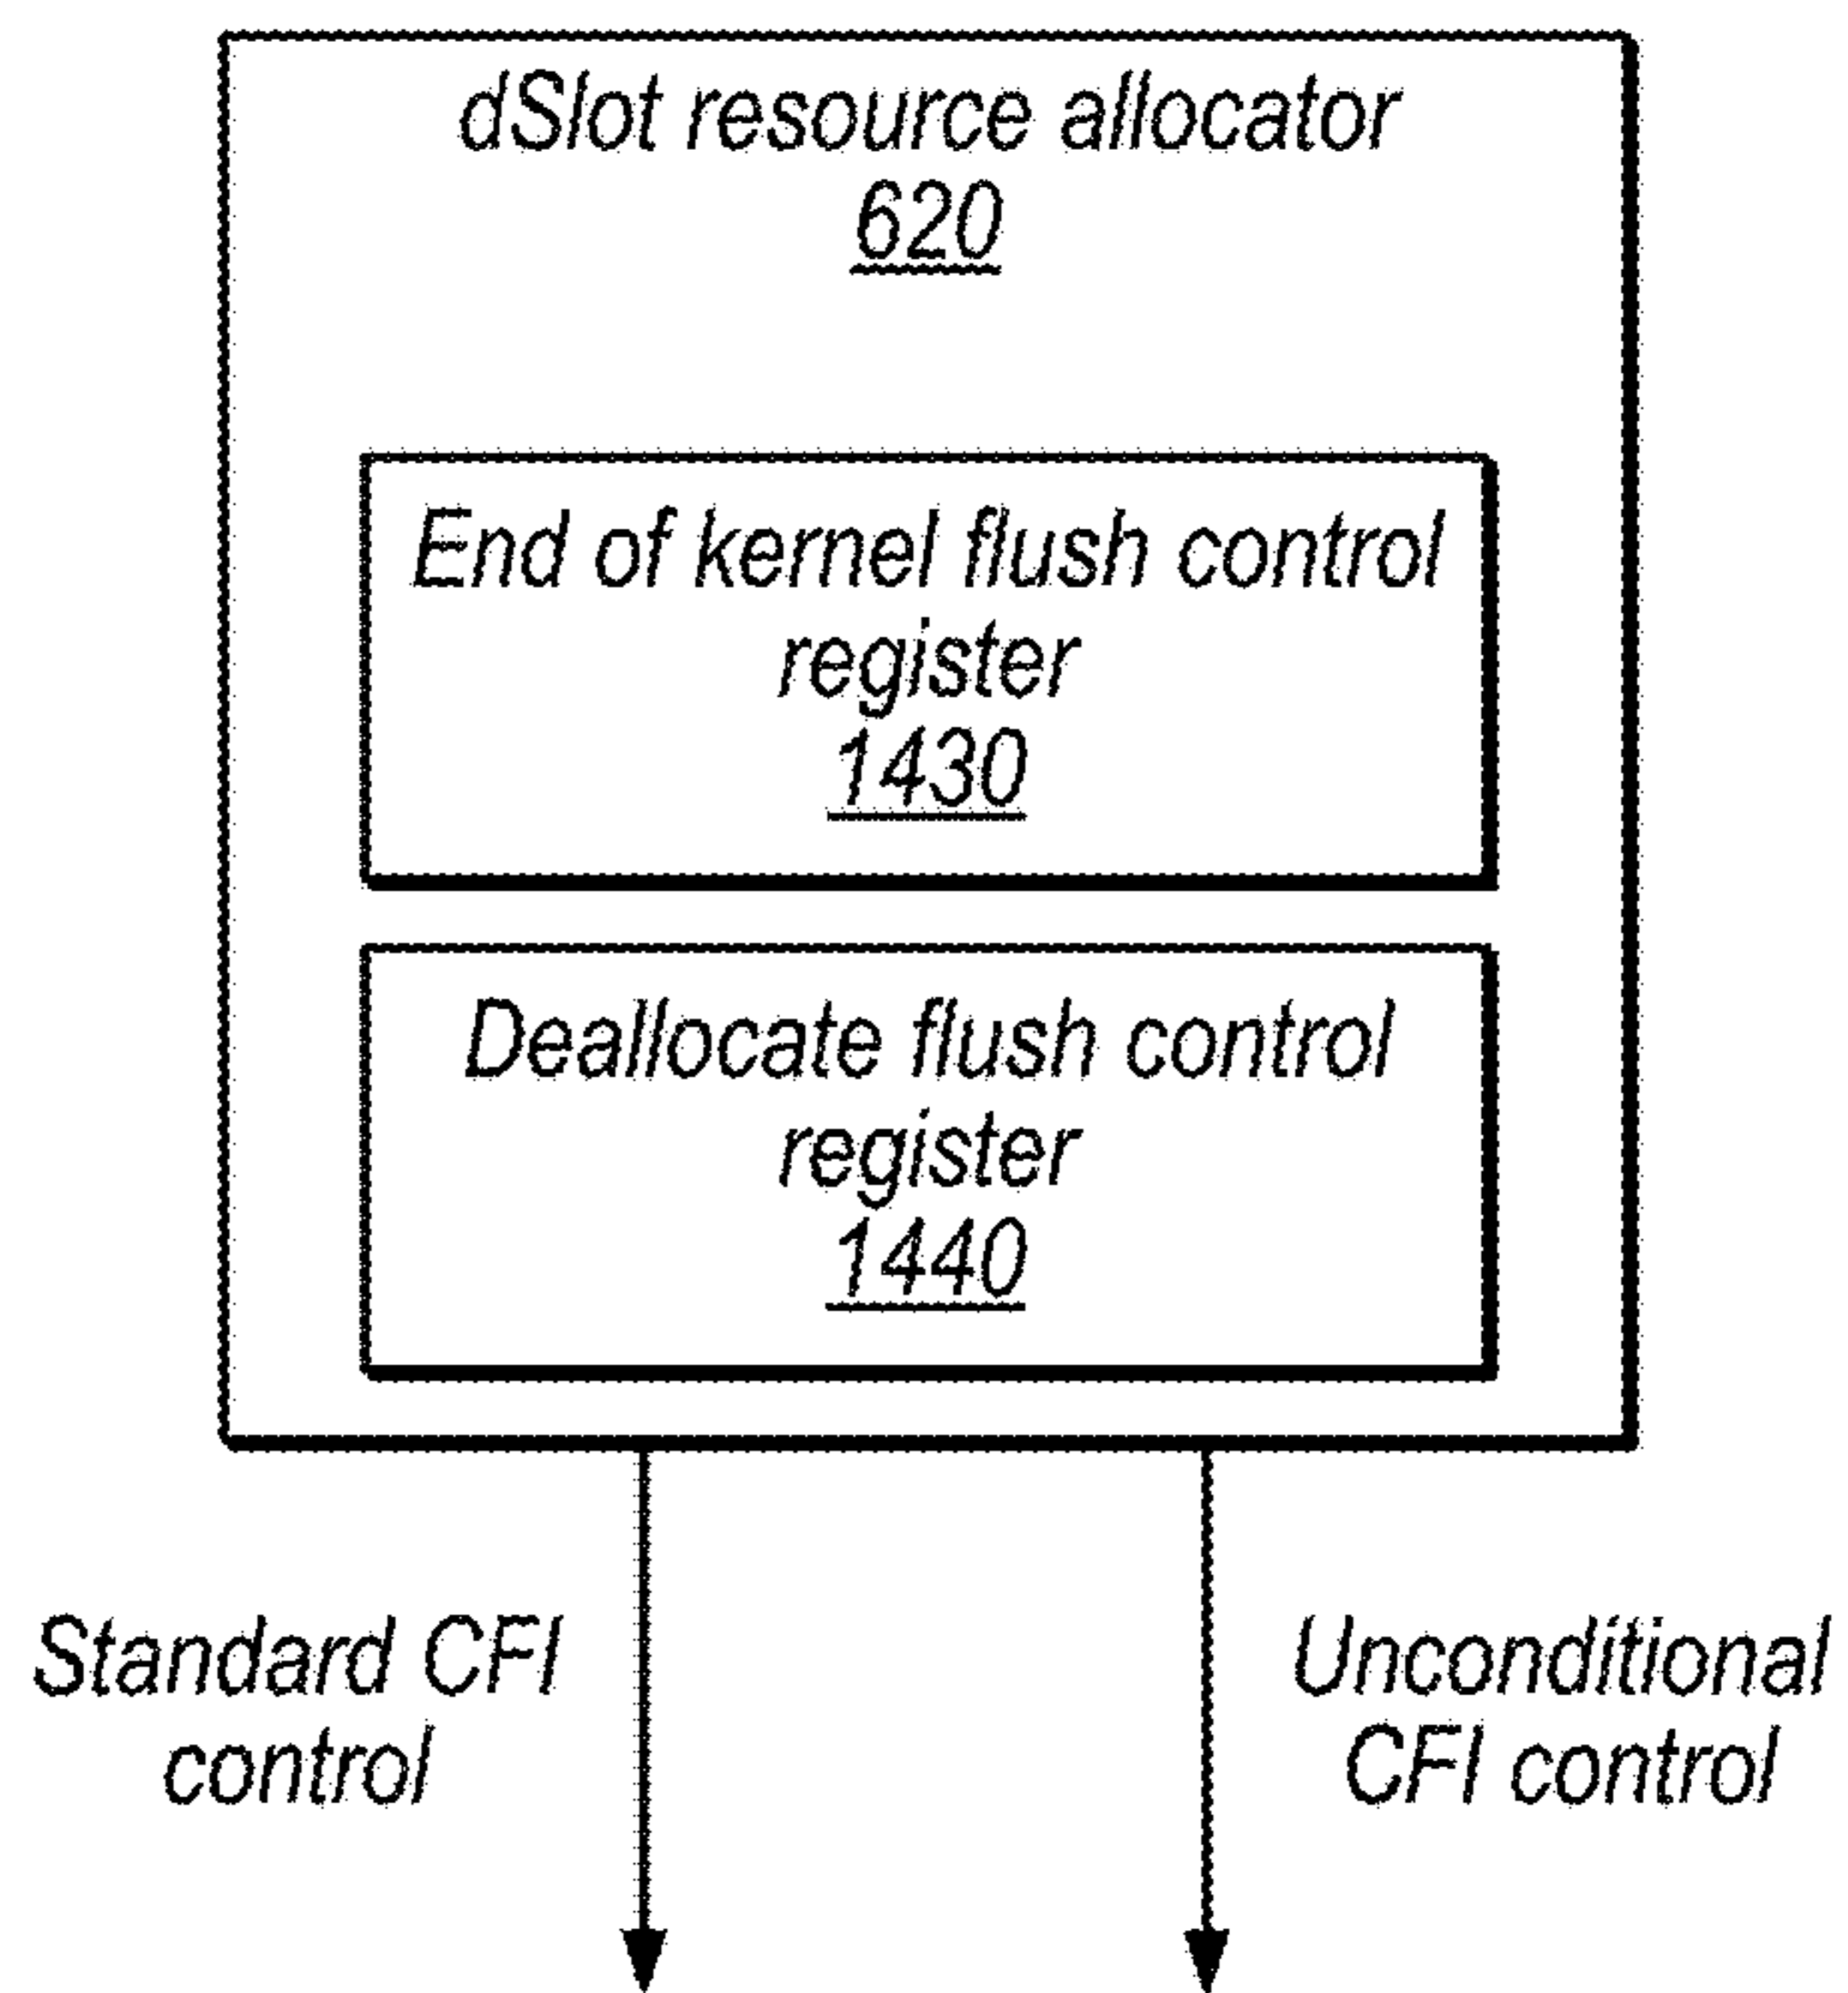 dSlot resource allocator
620
End of kernel flush control
register
1430
Deallocate flush control
register
1440
Standard CFI
control
Unconditional
CFI control